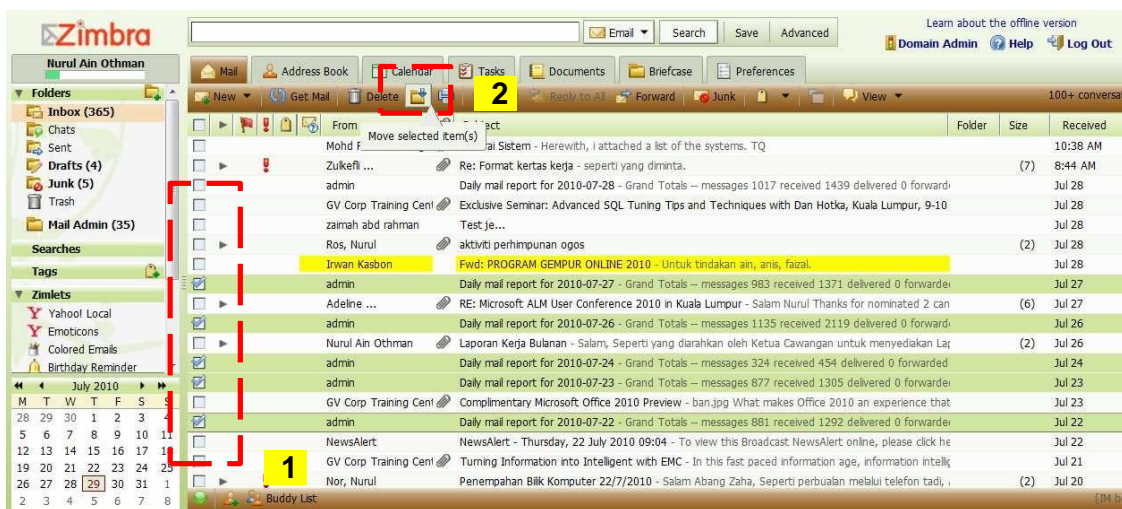 Zimbra
Email Search Save Advanced
Learn about the offline version
Domain Admin Help Log Out
Nurul Ain Othman
Mail Address Book Calendar Tasks Documents Briefcase Preferences
New Get Mail Delete 2 Reply to All Forward Junk View 100+ conversa
Move selected item(s)
Folders
Inbox (365)
Chats
Sent
Drafts (4)
Junk (5)
Trash
Mail Admin (35)
Searches
Tags
Zimlets
Yahoo! Local
Emoticons
Colored Emails
Birthday Reminder
July 2010
M T W T F S S
28 29 30 1 2 3 4
5 6 7 8 9 10 11
12 13 14 15 16 17 18
19 20 21 22 23 24 25
26 27 28 29 30 31 1
2 3 4 5 6 7 8
From Folder Size Received
Mohd Sistem - Herewith, i attached a list of the systems. TQ 10:38 AM
Zulkefli ... Re: Format kertas kerja - seperti yang diminta. (7) 8:44 AM
admin Daily mail report for 2010-07-28 - Grand Totals -- messages 1017 received 1439 delivered 0 forwarde Jul 28
GV Corp Training Cent Exclusive Seminar: Advanced SQL Tuning Tips and Techniques with Dan Hotka, Kuala Lumpur, 9-10 Jul 28
zaimah abd rahman Test je... Jul 28
Ros, Nurul aktiviti perhimpunan ogos (2) Jul 28
Irwan Kasbon Fwd: PROGRAM GEMPUR ONLINE 2010 - Untuk tindakan ain, anis, faizal. Jul 28
admin Daily mail report for 2010-07-27 - Grand Totals -- messages 983 received 1371 delivered 0 forwarde Jul 27
Adeline ... RE: Microsoft ALM User Conference 2010 in Kuala Lumpur - Salam Nurul Thanks for nominated 2 can (6) Jul 27
admin Daily mail report for 2010-07-26 - Grand Totals -- messages 1135 received 2119 delivered 0 forward Jul 26
Nurul Ain Othman Laporan Kerja Bulanan - Salam, Seperti yang diarahkan oleh Ketua Cawangan untuk menyediakan Lap (2) Jul 26
admin Daily mail report for 2010-07-24 - Grand Totals -- messages 324 received 454 delivered 0 forwarded Jul 24
admin Daily mail report for 2010-07-23 - Grand Totals -- messages 877 received 1305 delivered 0 forwarde Jul 23
GV Corp Training Cent Complimentary Microsoft Office 2010 Preview - ban.jpg What makes Office 2010 an experience that Jul 23
admin Daily mail report for 2010-07-22 - Grand Totals -- messages 881 received 1292 delivered 0 forwarde Jul 22
NewsAlert NewsAlert - Thursday, 22 July 2010 09:04 - To view this Broadcast NewsAlert online, please click he Jul 22
GV Corp Training Cent Turning Information into Intelligent with EMC - In this fast paced information age, information intellig Jul 21
Nor, Nurul Penempahan Bilik Komputer 22/7/2010 - Salam Abang Zaha, Seperti perbualan melalui telefon tadi, (2) Jul 20
1
Buddy List